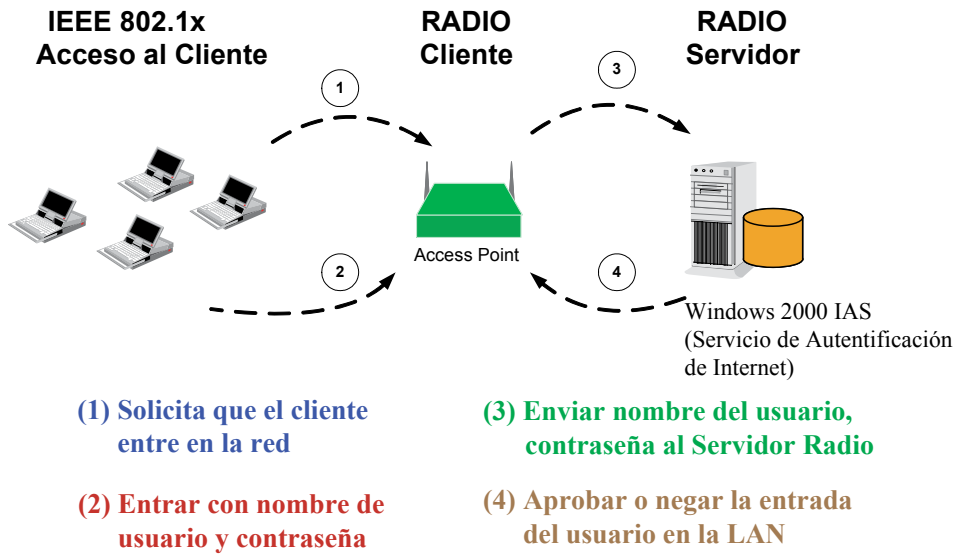 IEEE 802.1x
Acceso al Cliente
RADIO
Cliente
RADIO
Servidor
1
3
Access Point
2
4
Windows 2000 IAS
(Servicio de Autentificación
de Internet)
(1) Solicita que el cliente
entre en la red
(2) Entrar con nombre de
usuario y contraseña
(3) Enviar nombre del usuario,
contraseña al Servidor Radio
(4) Aprobar o negar la entrada
del usuario en la LAN